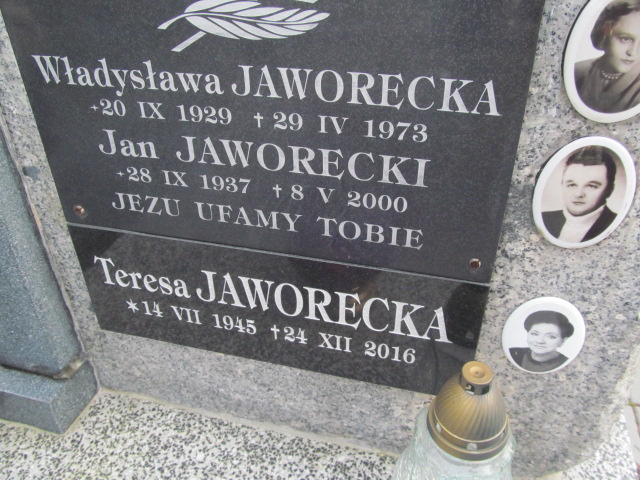 Władysława JAWORECKA
*20 IX 1929 †29 IV 1973
Jan JAWORECKI
*28 IX 1937 †8 V 2000
JEZU UFAMY TOBIE
Teresa JAWORECKA
*14 VII 1945 †24 XII 2016